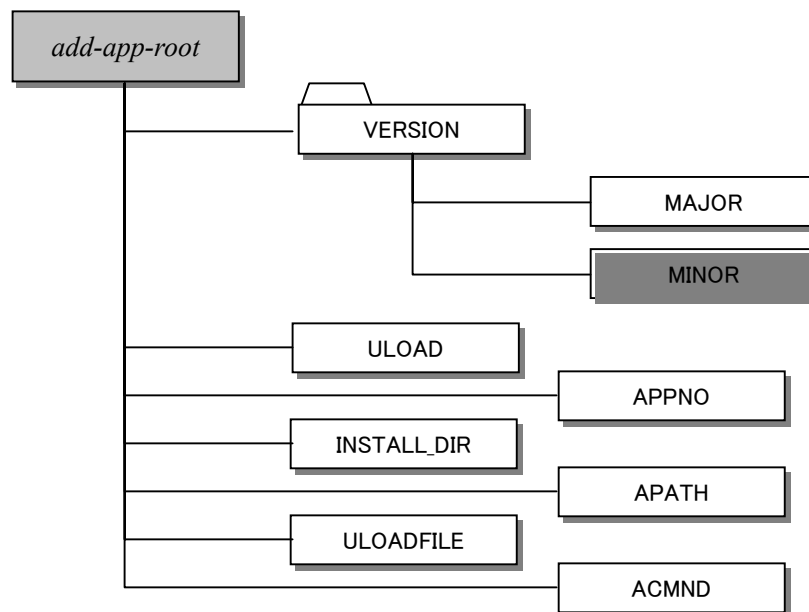 add-app-root
VERSION
MAJOR
MINOR
ULOAD
APPNO
INSTALL_DIR
APATH
ULOADFILE
ACMND